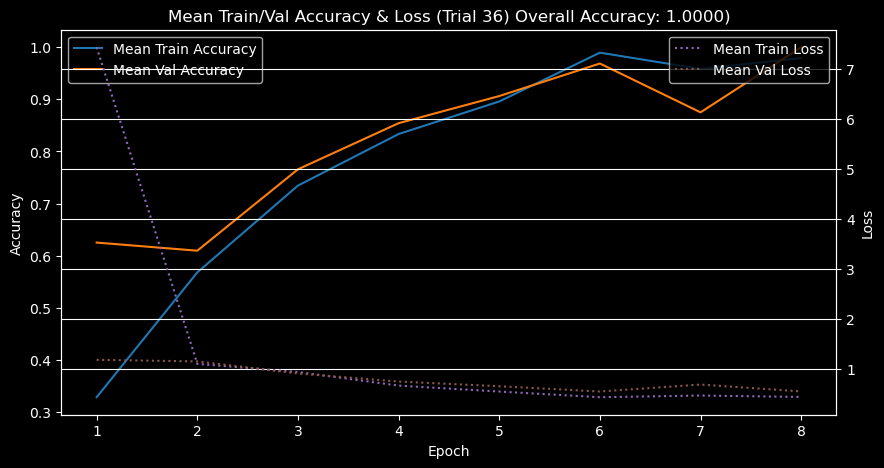 Mean Train/Val Accuracy & Loss (Trial 36) Overall Accuracy: 1.0000)
Mean Train Accuracy
Mean Val Accuracy
Mean Train Loss
Mean Val Loss
1.0
0.9
0.8
0.7
0.6
0.5
0.4
0.3
Accuracy
7
6
5
4
3
2
1
Loss
1 2 3 4 5 6 7 8
Epoch